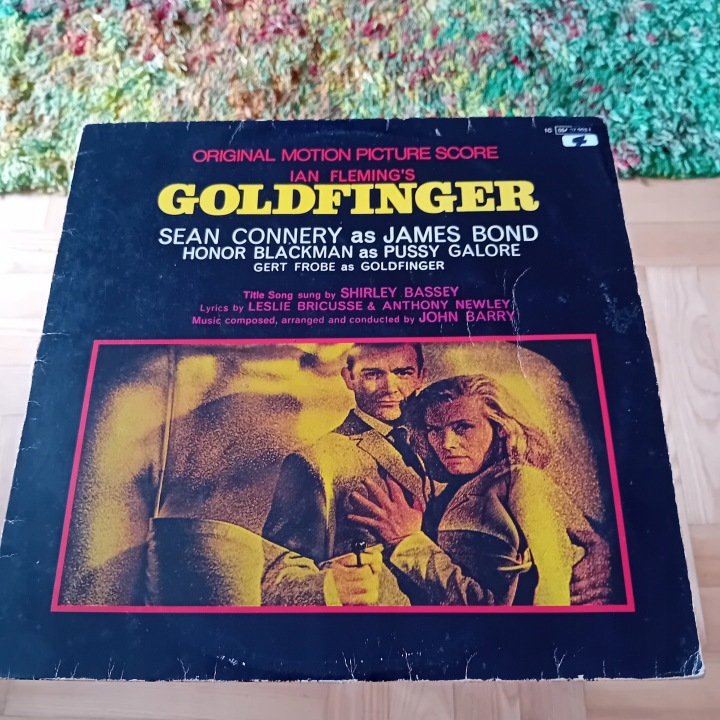 ORIGINAL MOTION PICTURE SCORE
IAN FLEMING'S
GOLDFINGER
SEAN CONNERY as JAMES BOND
HONOR BLACKMAN as PUSSY GALORE
GERT FROBE as GOLDFINGER
Title Song sung by SHIRLEY BASSEY
Lyrics by LESLIE BRICUSSE & ANTHONY NEWLEY
Music composed, arranged and conducted by JOHN BARRY